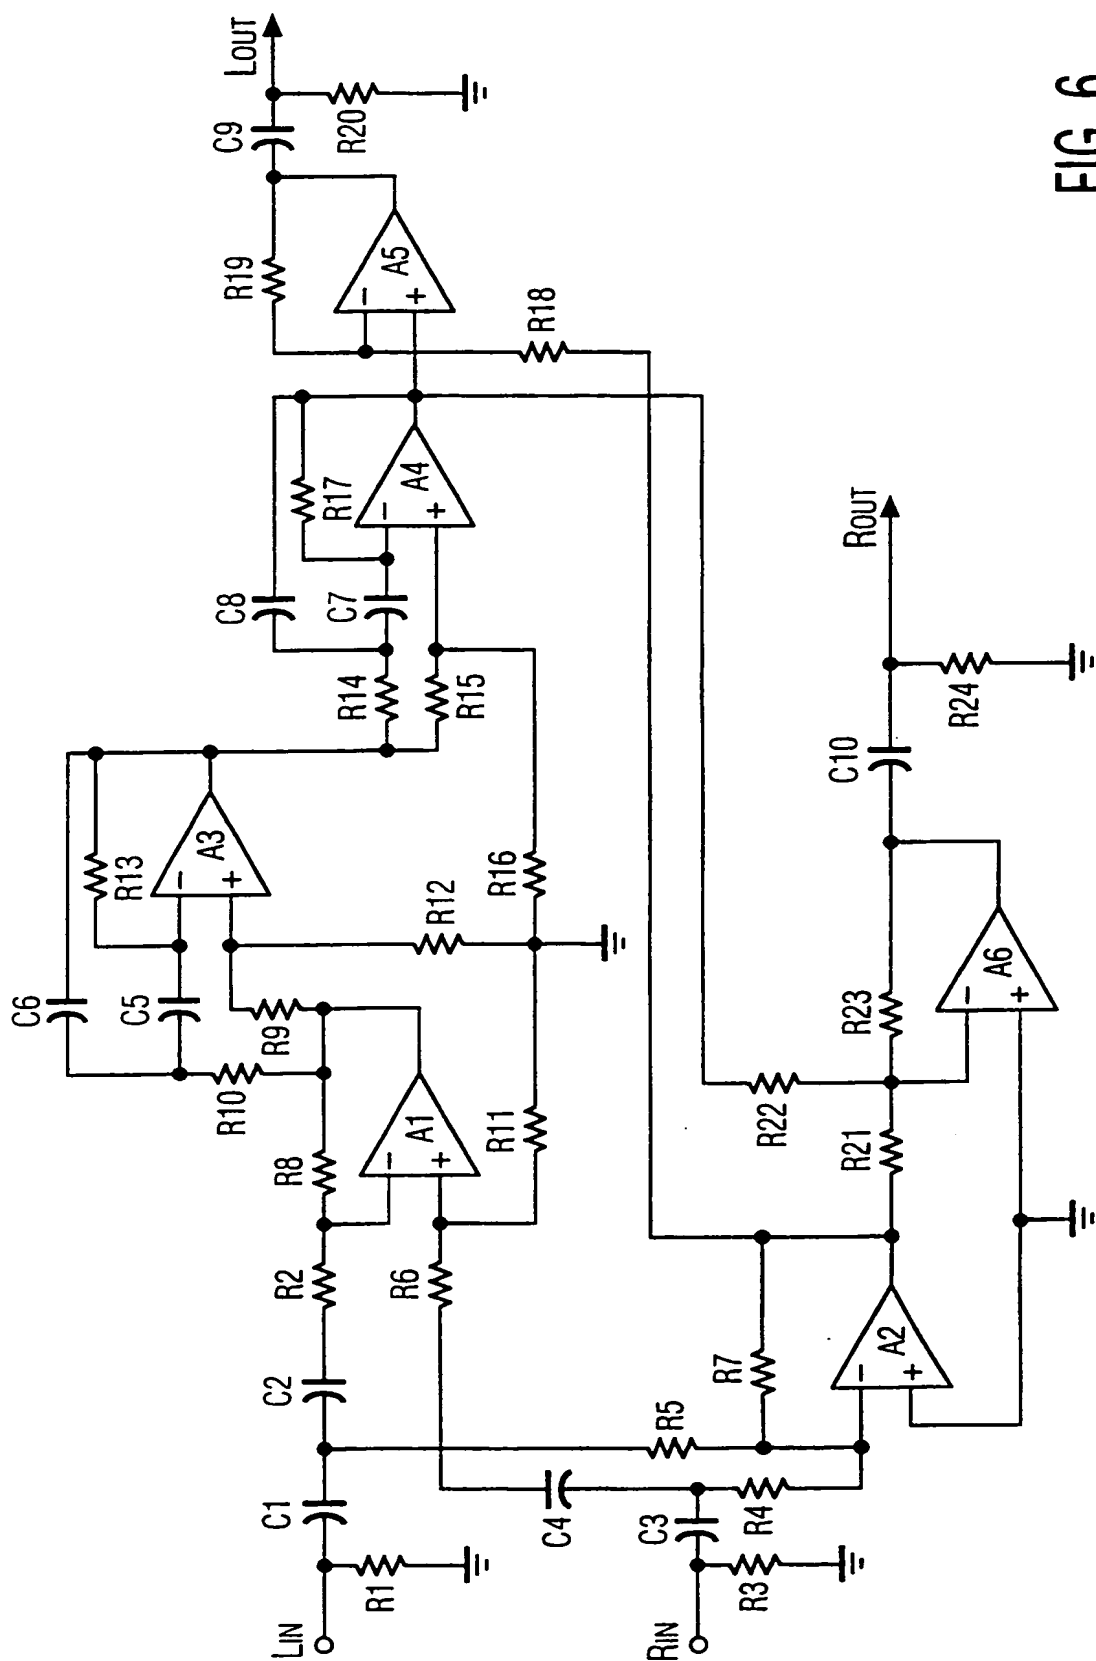 LIN
R1
C1
C2
R2
R8
A1
−
+
R6
R11
R10
R9
C6
C5
R13
A3
−
+
R12
R16
R14
R15
C8
C7
R17
A4
−
+
R19
R18
A5
−
+
C9
LOUT
R20
RIN
R3
C3
C4
R4
R5
R7
A2
−
+
R21
R22
R23
A6
−
+
C10
ROUT
R24
FIG. 6